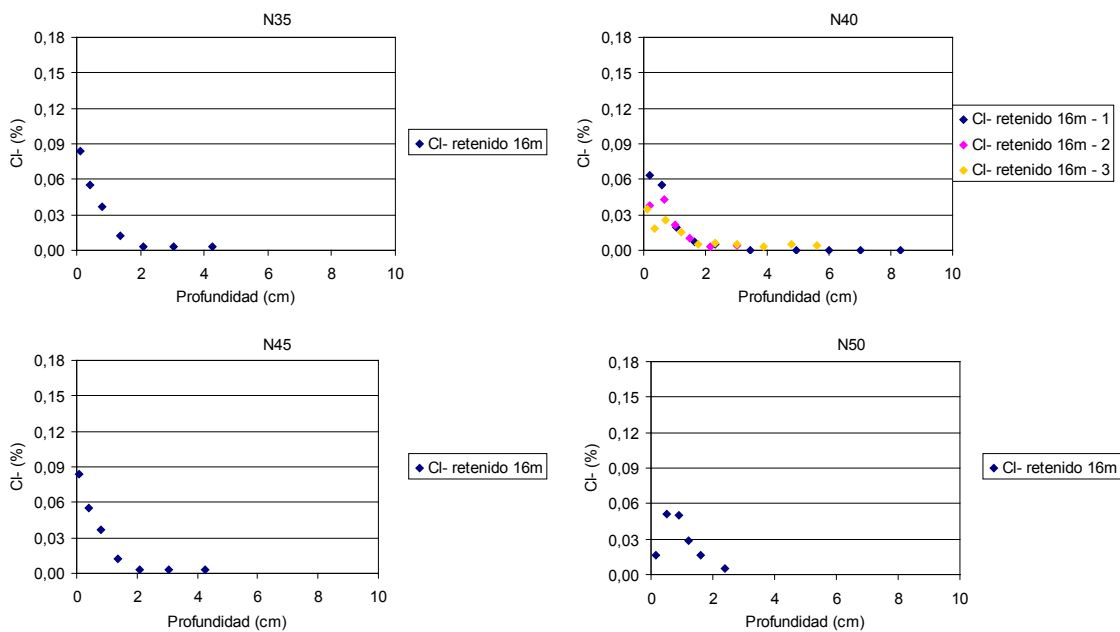 N35
0,18
0,15
0,12
0,09
0,06
0,03
0,00
Cl- (%)
0 2 4 6 8 10
Profundidad (cm)
Cl- retenido 16m
N40
0,18
0,15
0,12
0,09
0,06
0,03
0,00
Cl- (%)
0 2 4 6 8 10
Profundidad (cm)
Cl- retenido 16m - 1
Cl- retenido 16m - 2
Cl- retenido 16m - 3
N45
0,18
0,15
0,12
0,09
0,06
0,03
0,00
Cl- (%)
0 2 4 6 8 10
Profundidad (cm)
Cl- retenido 16m
N50
0,18
0,15
0,12
0,09
0,06
0,03
0,00
Cl- (%)
0 2 4 6 8 10
Profundidad (cm)
Cl- retenido 16m